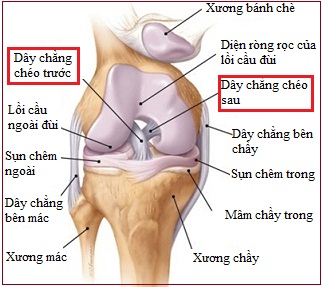 Xương bánh chè
Diện ròng rọc của
lồi cầu đùi
Dây chằng
chéo trước
Dây chăng chéo
sau
Lồi cầu
ngoài đùi
Dây chằng bên
chầy
Sụn chêm
ngoài
Sụn chêm trong
Dây chằng
bên mác
Mâm chầy trong
Xương mác
Xương chầy